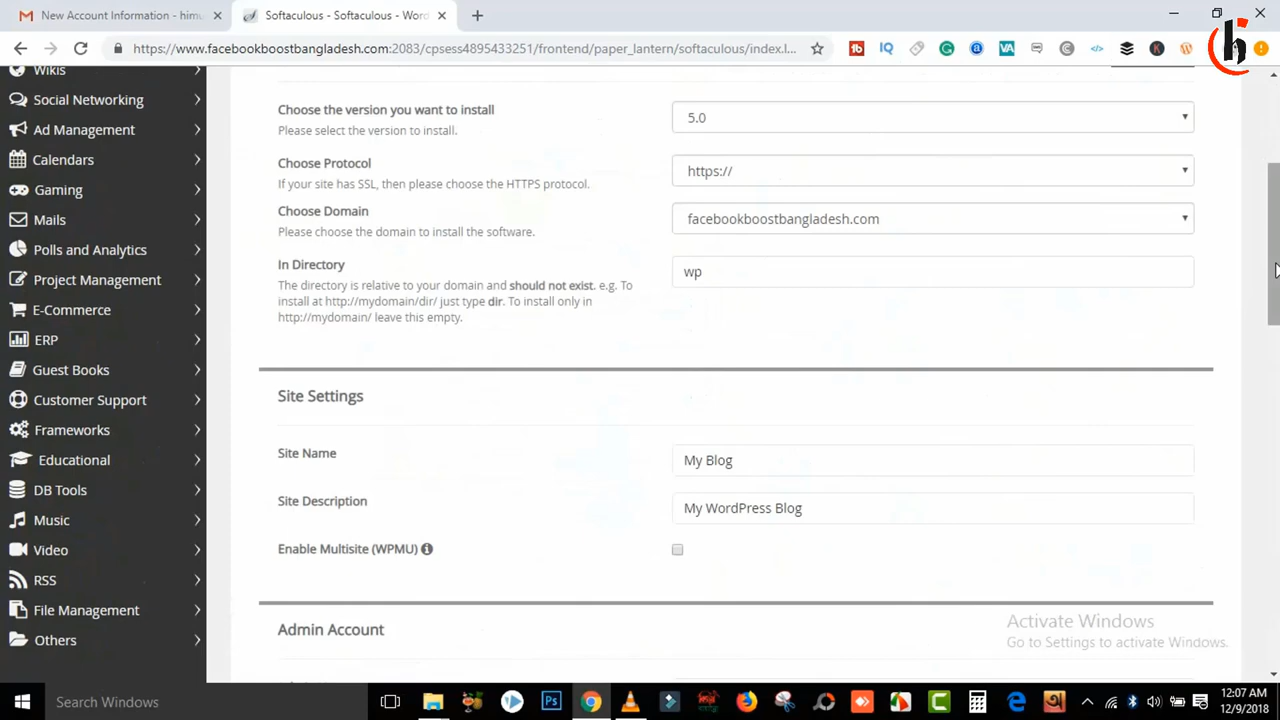 New Account Information - himu
Softaculous - Softaculous - Wor
https://www.facebookboostbangladesh.com:2083/cpsess4895433251/frontend/paper_lantern/softaculous/index.l...
Wikis
Social Networking
Ad Management
Calendars
Gaming
Mails
Polls and Analytics
Project Management
E-Commerce
ERP
Guest Books
Customer Support
Frameworks
Educational
DB Tools
Music
Video
RSS
File Management
Others
Choose the version you want to install
Please select the version to install.
5.0
Choose Protocol
If your site has SSL, then please choose the HTTPS protocol.
https://
Choose Domain
Please choose the domain to install the software.
facebookboostbangladesh.com
In Directory
The directory is relative to your domain and should not exist. e.g. To
install at http://mydomain/dir/ just type dir. To install only in
http://mydomain/ leave this empty.
wp
Site Settings
Site Name
My Blog
Site Description
My WordPress Blog
Enable Multisite (WPMU)
Admin Account
Activate Windows
Go to Settings to activate Windows.
Search Windows
12:07 AM
12/9/2018